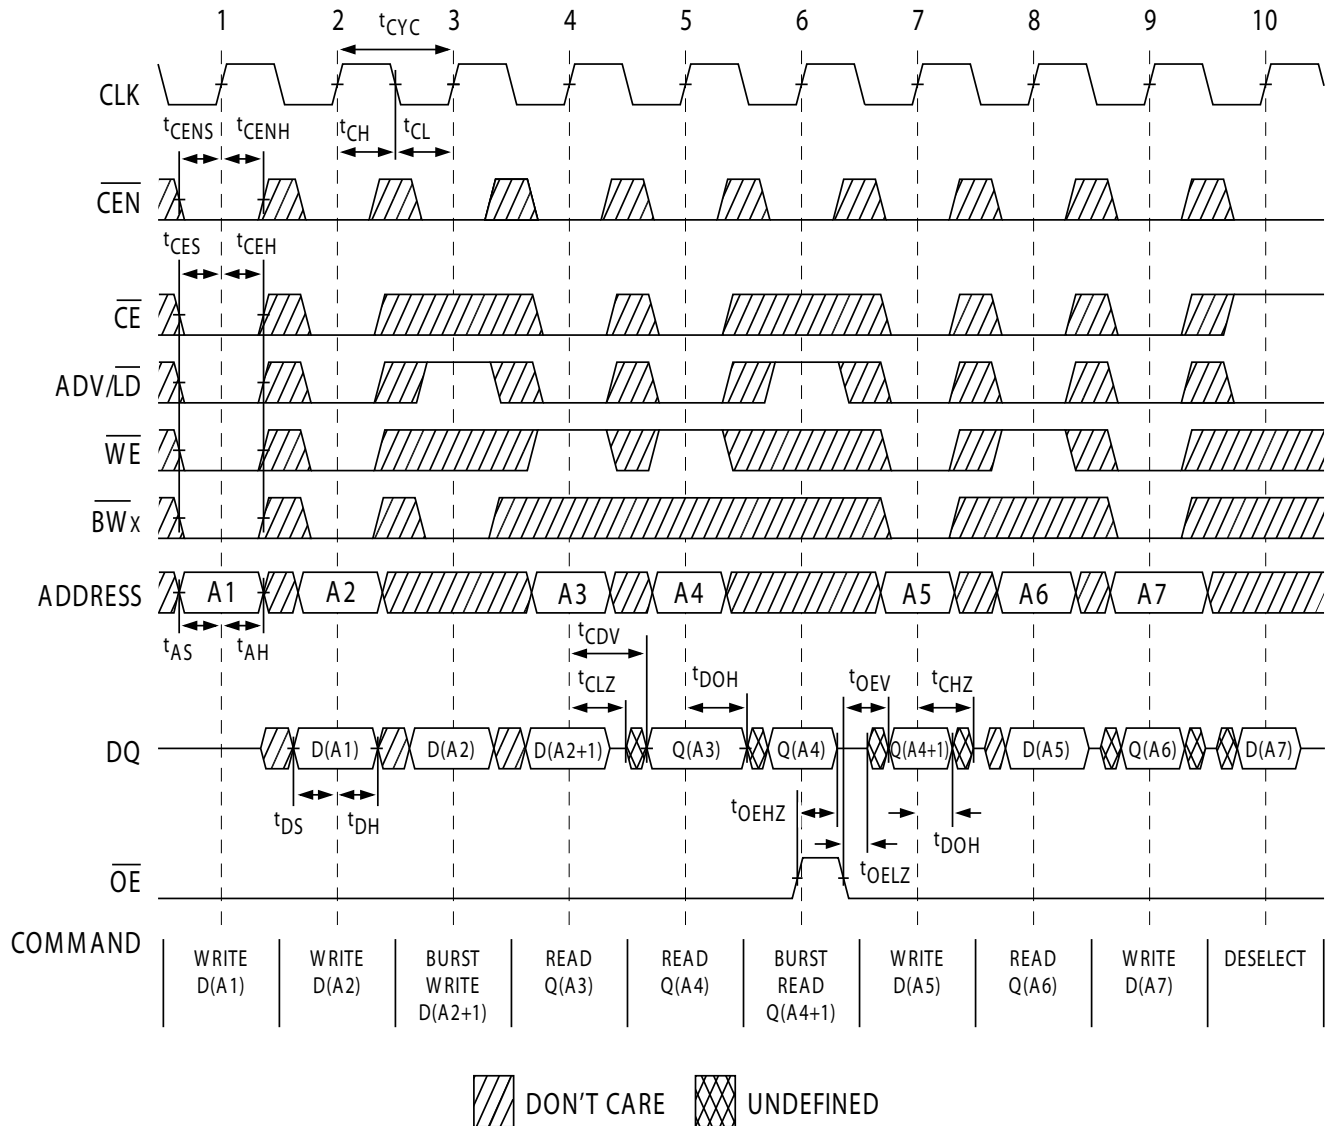 1 2 3 4 5 6 7 8 9 10
tCYC
CLK
tCENS tCENH tCH tCL
CEN
tCES tCEH
CE
ADV/LD
WE
BWX
ADDRESS A1 A2 A3 A4 A5 A6 A7
tAS tAH tCDV
tCLZ tDOH tOEV tCHZ
DQ D(A1) D(A2) D(A2+1) Q(A3) Q(A4) Q(A4+1) D(A5) Q(A6) D(A7)
tDS tDH tOEHZ tDOH
tOELZ
OE
COMMAND
WRITE WRITE BURST READ READ BURST WRITE READ WRITE DESELECT
D(A1) D(A2) WRITE Q(A3) Q(A4) READ D(A5) Q(A6) D(A7)
D(A2+1) Q(A4+1)
DON'T CARE UNDEFINED